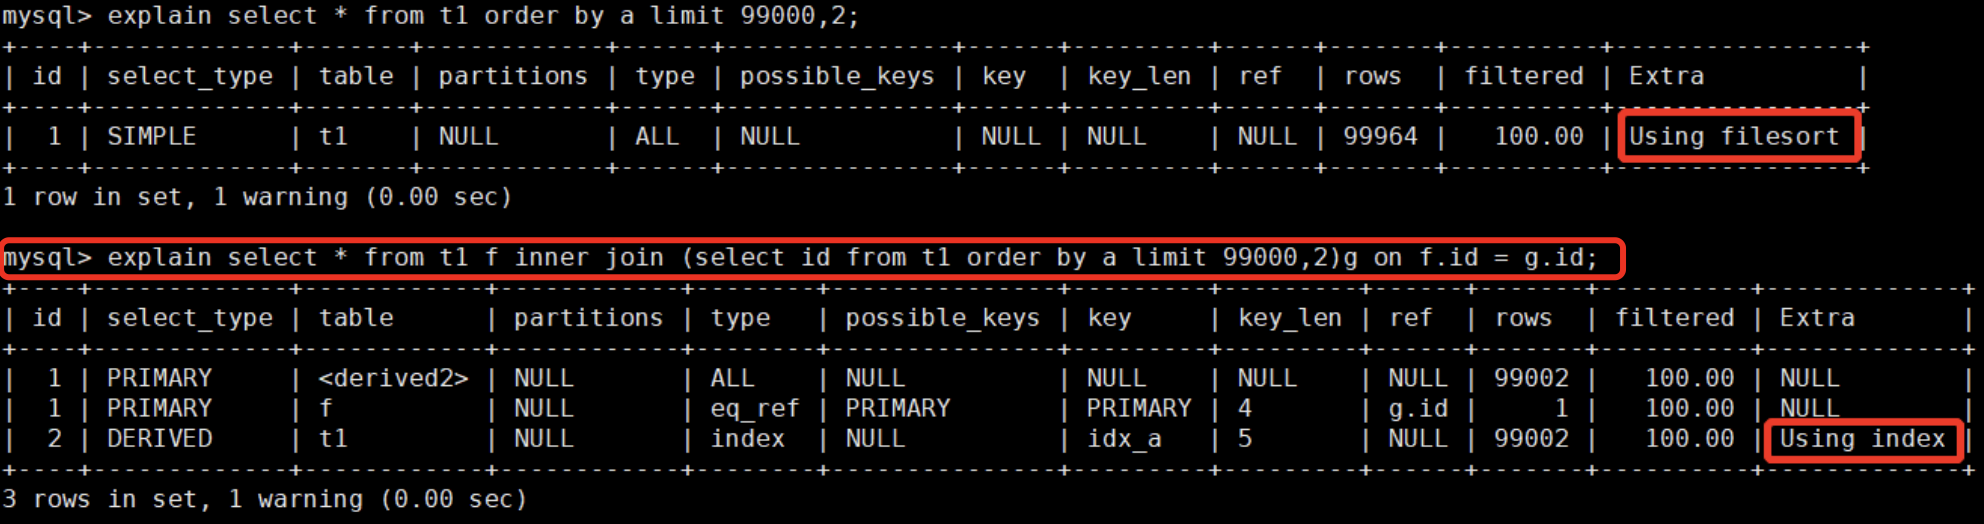 mysql> explain select * from t1 order by a limit 99000,2;
+----+-------------+-------+------------+------+---------------+------+---------+------+-------+----------+----------------+
| id | select_type | table | partitions | type | possible_keys | key  | key_len | ref  | rows  | filtered | Extra          |
+----+-------------+-------+------------+------+---------------+------+---------+------+-------+----------+----------------+
|  1 | SIMPLE      | t1    | NULL       | ALL  | NULL          | NULL | NULL    | NULL | 99964 |   100.00 | Using filesort |
+----+-------------+-------+------------+------+---------------+------+---------+------+-------+----------+----------------+
1 row in set, 1 warning (0.00 sec)
mysql> explain select * from t1 f inner join (select id from t1 order by a limit 99000,2)g on f.id = g.id;
+----+-------------+------------+------------+--------+---------------+---------+---------+------+-------+----------+-------------+
| id | select_type | table      | partitions | type   | possible_keys | key     | key_len | ref  | rows  | filtered | Extra       |
+----+-------------+------------+------------+--------+---------------+---------+---------+------+-------+----------+-------------+
|  1 | PRIMARY     | <derived2> | NULL       | ALL    | NULL          | NULL    | NULL    | NULL | 99002 |   100.00 | NULL        |
|  1 | PRIMARY     | f          | NULL       | eq_ref | PRIMARY       | PRIMARY | 4       | g.id |     1 |   100.00 | NULL        |
|  2 | DERIVED     | t1         | NULL       | index  | NULL          | idx_a   | 5       | NULL | 99002 |   100.00 | Using index |
+----+-------------+------------+------------+--------+---------------+---------+---------+------+-------+----------+-------------+
3 rows in set, 1 warning (0.00 sec)